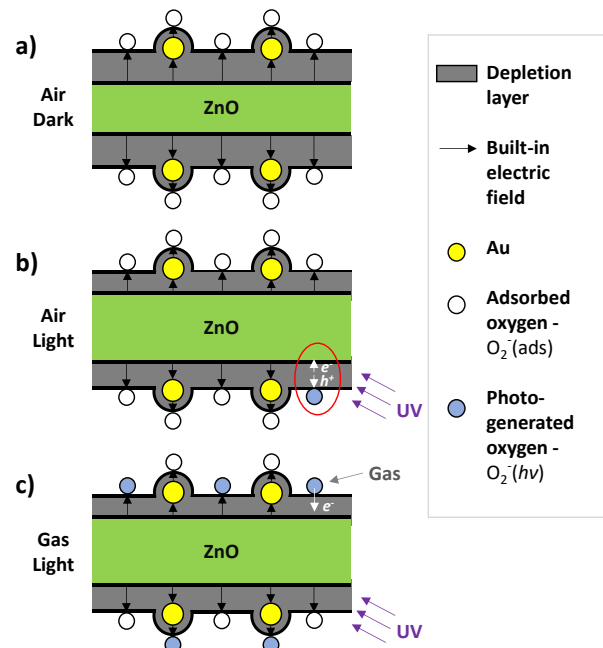 a)
Air
Dark
ZnO
b)
Air
Light
ZnO
e⁻
h⁺
UV
c)
Gas
Light
Gas
e⁻
ZnO
UV
Depletion
layer
Built-in
electric
field
Au
Adsorbed
oxygen -
O₂⁻(ads)
Photo-
generated
oxygen -
O₂⁻(hv)